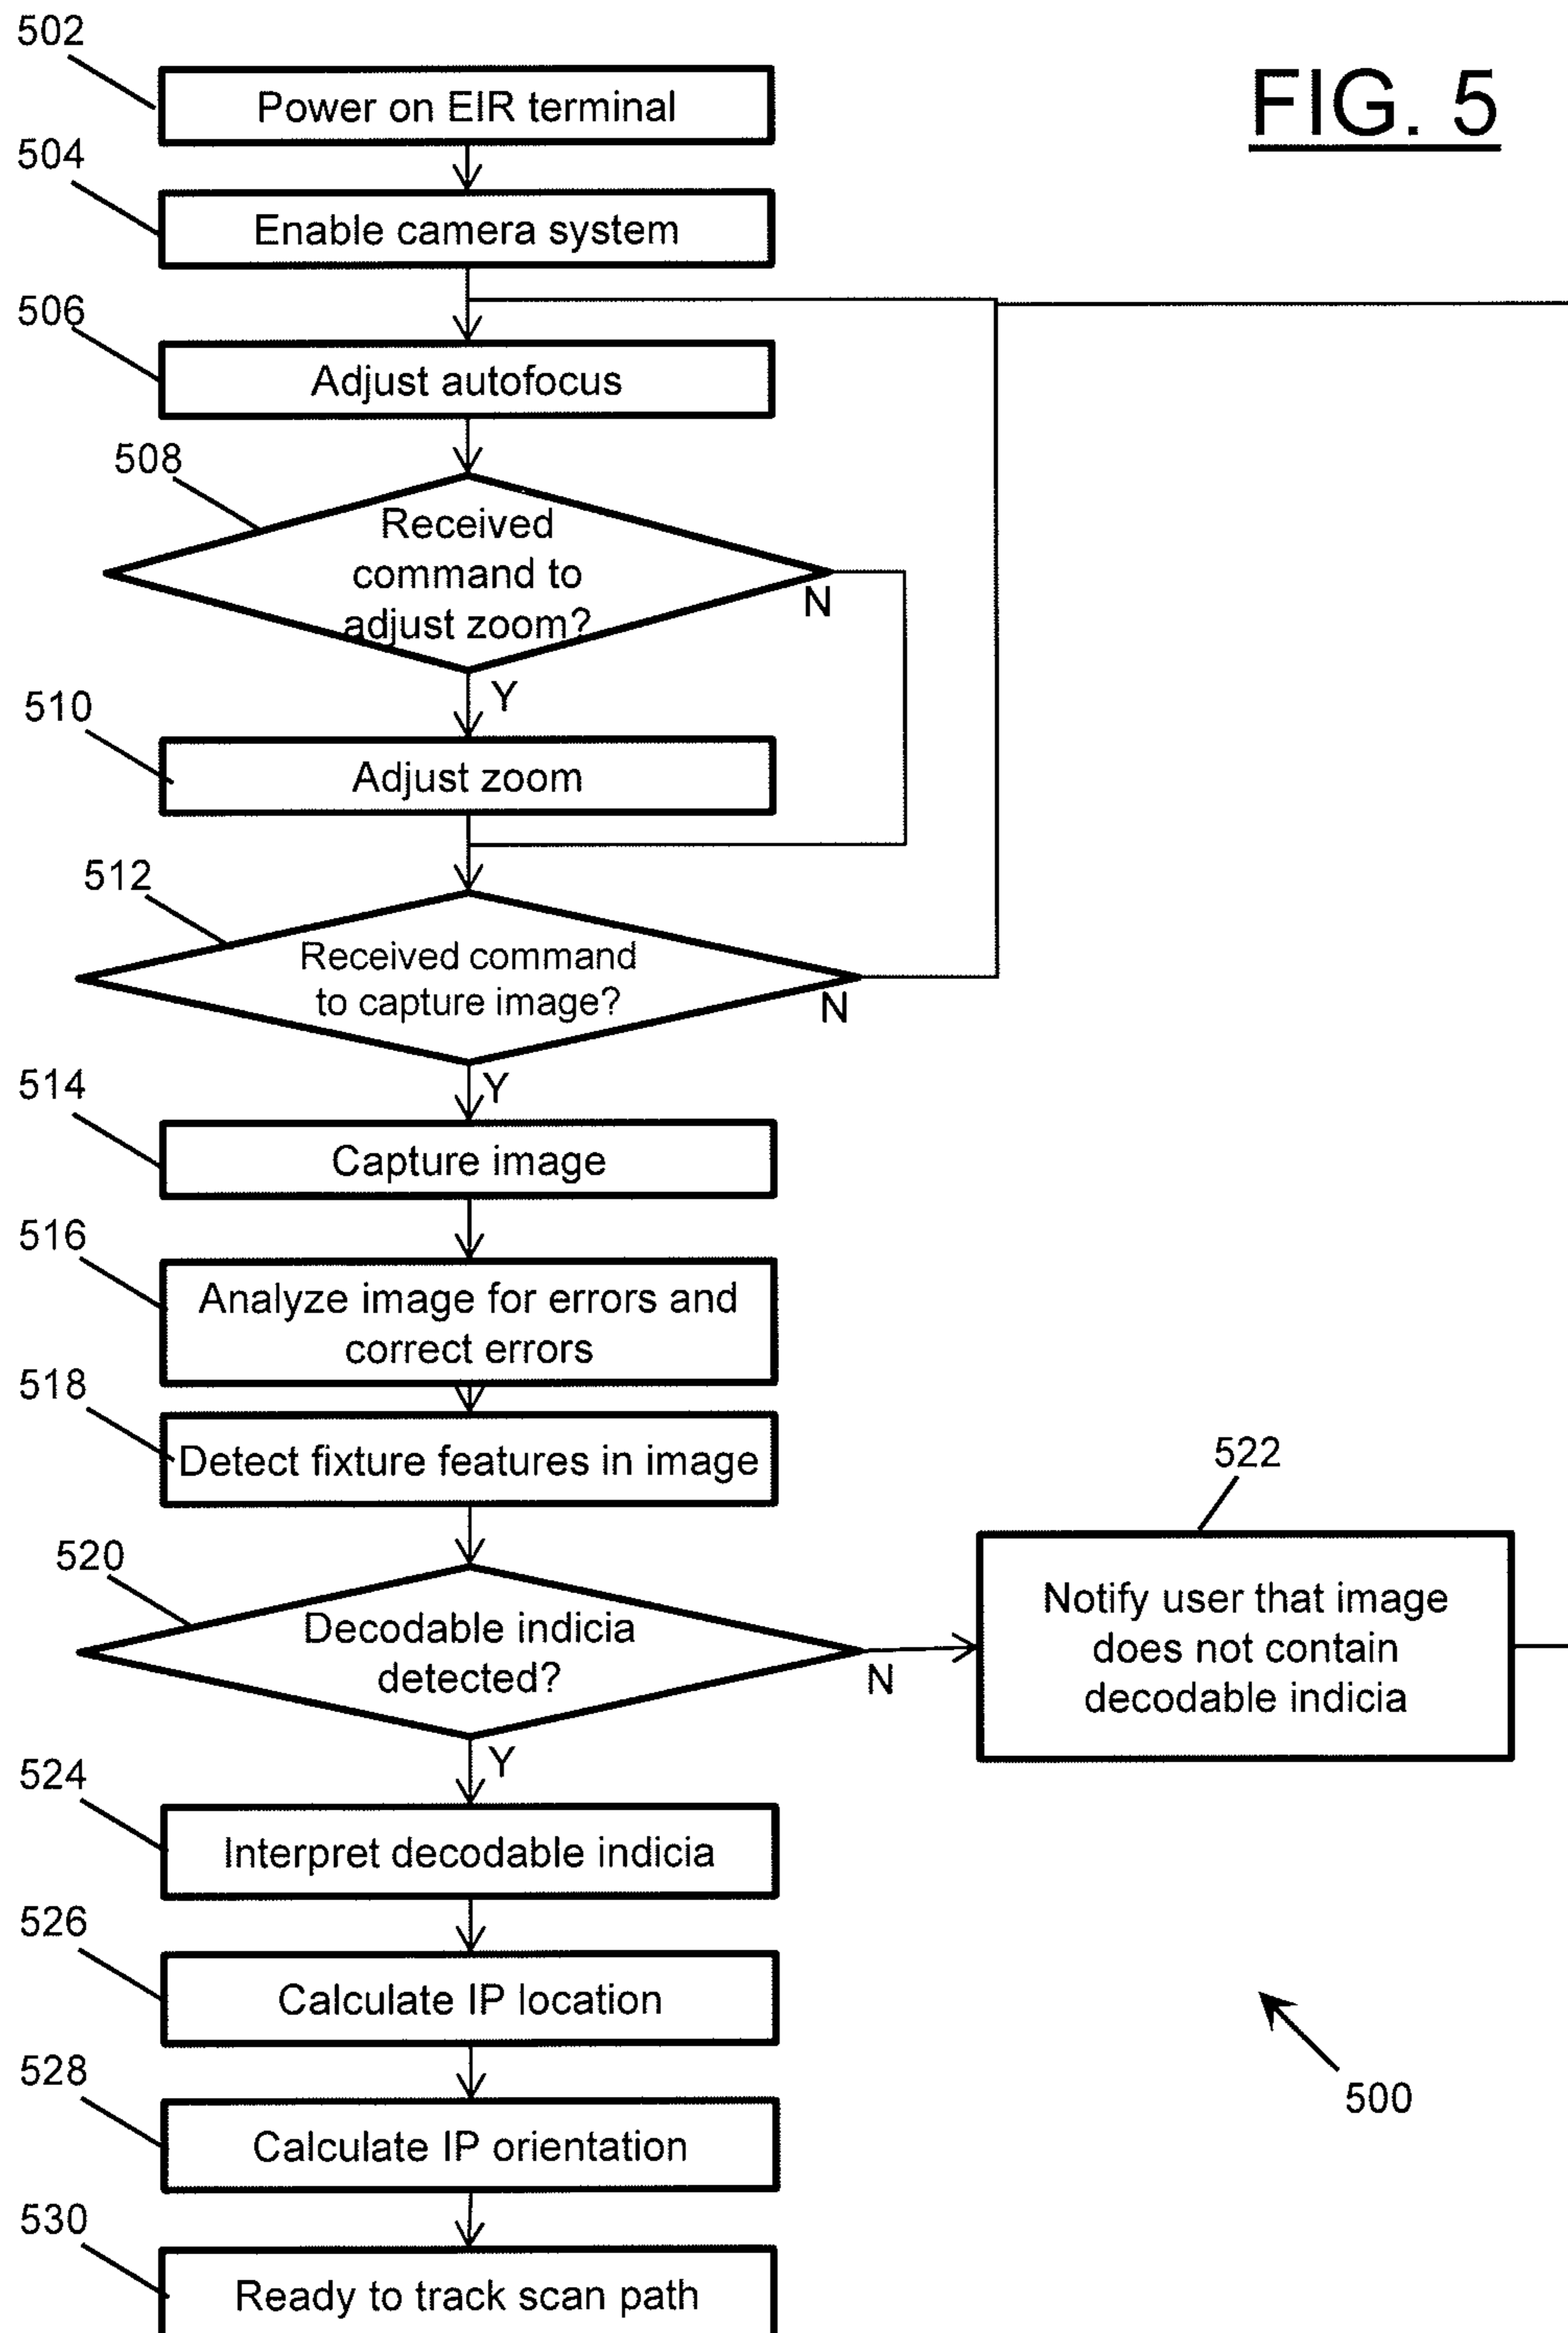 FIG. 5
502
Power on EIR terminal
504
Enable camera system
506
Adjust autofocus
508
Received
command to
adjust zoom?
N
Y
510
Adjust zoom
512
Received command
to capture image?
N
Y
514
Capture image
516
Analyze image for errors and
correct errors
518
Detect fixture features in image
520
Decodable indicia
detected?
N
522
Notify user that image
does not contain
decodable indicia
Y
524
Interpret decodable indicia
526
Calculate IP location
528
Calculate IP orientation
500
530
Ready to track scan path